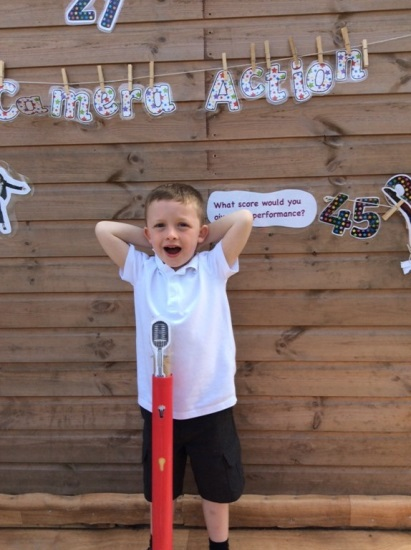 27
Camera Action
What score would you
performance?
45